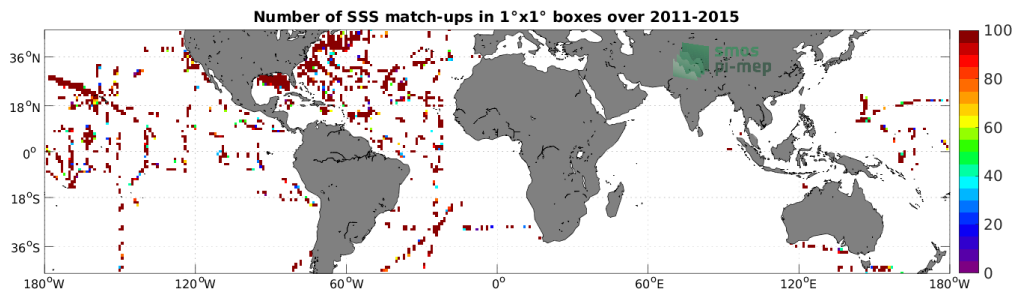 Number of SSS match-ups in 1°x1° boxes over 2011-2015
smos
pi-mep
36°N
18°N
0°
18°S
36°S
180°W
120°W
60°W
0°
60°E
120°E
180°W
100
80
60
40
20
0